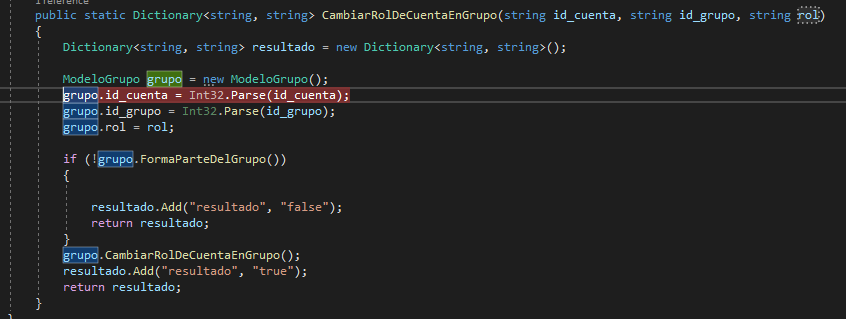 1 reference
public static Dictionary<string, string> CambiarRolDeCuentaEnGrupo(string id_cuenta, string id_grupo, string rol)
{
Dictionary<string, string> resultado = new Dictionary<string, string>();
ModeloGrupo grupo = new ModeloGrupo();
grupo.id_cuenta = Int32.Parse(id_cuenta);
grupo.id_grupo = Int32.Parse(id_grupo);
grupo.rol = rol;
if (!grupo.FormaParteDelGrupo())
{
resultado.Add("resultado", "false");
return resultado;
}
grupo.CambiarRolDeCuentaEnGrupo();
resultado.Add("resultado", "true");
return resultado;
}
}